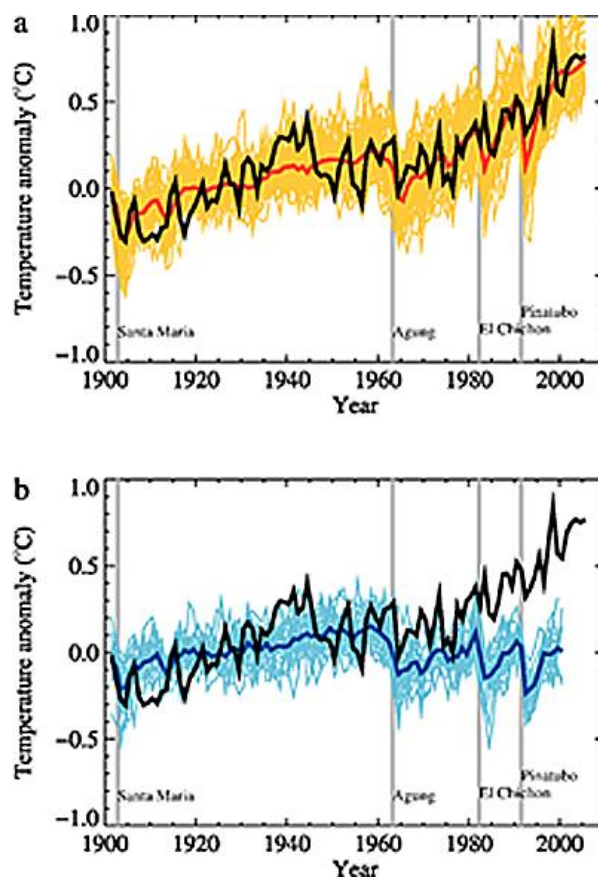 a
1.0
0.5
0.0
-0.5
-1.0
Temperature anomaly (°C)
Santa Maria
Agung
El Chichon
Pinatubo
1900 1920 1940 1960 1980 2000
Year
b
1.0
0.5
0.0
-0.5
-1.0
Temperature anomaly (°C)
Santa Maria
Agung
El Chichon
Pinatubo
1900 1920 1940 1960 1980 2000
Year